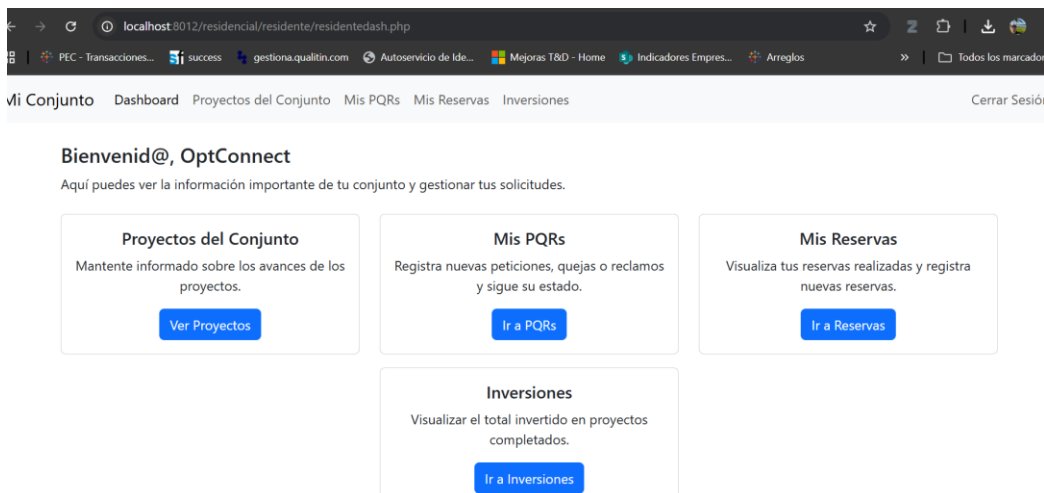 localhost:8012/residencial/residente/residentedash.php
PEC - Transacciones... success gestiona.qualitin.com Autoservicio de Ide... Mejoras T&D - Home Indicadores Empres... Arreglos » Todos los marcador
Mi Conjunto Dashboard Proyectos del Conjunto Mis PQRs Mis Reservas Inversiones Cerrar Sesión
Bienvenid@, OptConnect
Aquí puedes ver la información importante de tu conjunto y gestionar tus solicitudes.
Proyectos del Conjunto
Mantente informado sobre los avances de los
proyectos.
Ver Proyectos
Mis PQRs
Registra nuevas peticiones, quejas o reclamos
y sigue su estado.
Ir a PQRs
Mis Reservas
Visualiza tus reservas realizadas y registra
nuevas reservas.
Ir a Reservas
Inversiones
Visualizar el total invertido en proyectos
completados.
Ir a Inversiones